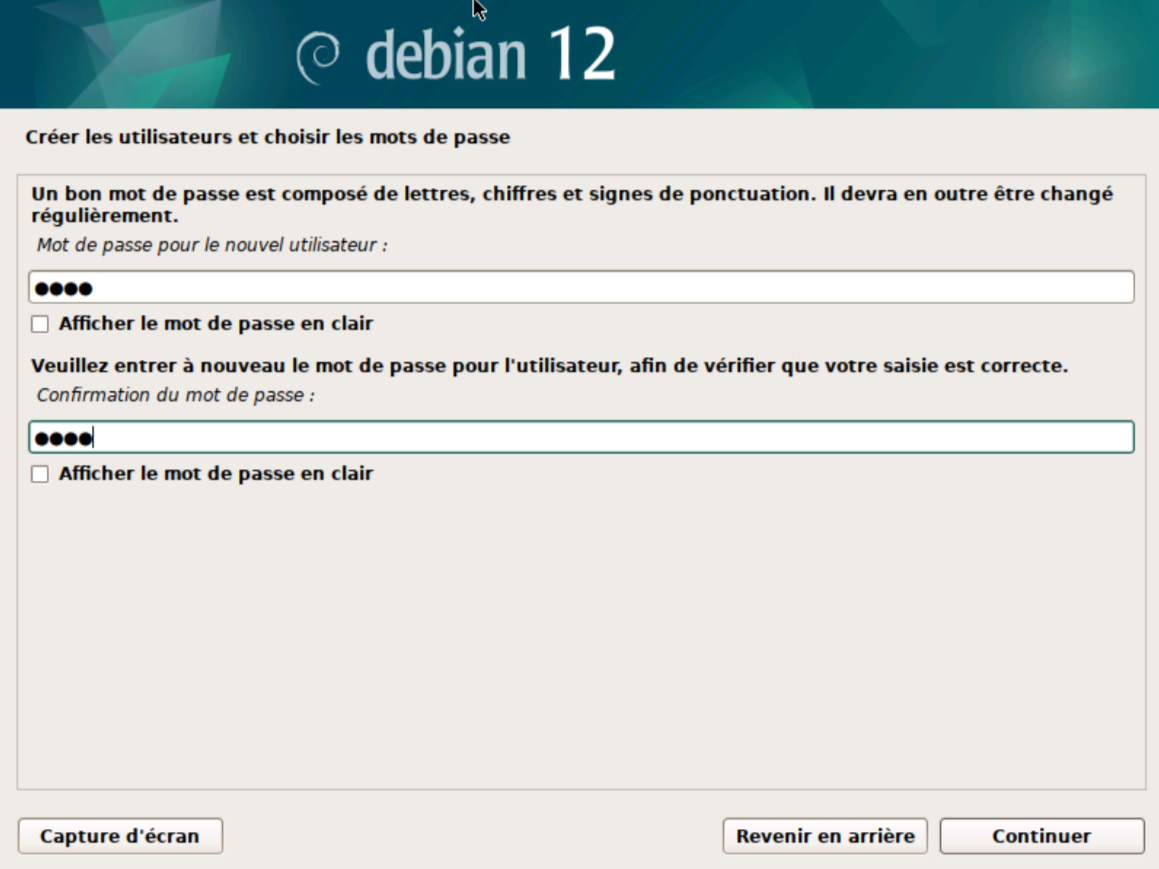 debian 12
Créer les utilisateurs et choisir les mots de passe
Un bon mot de passe est composé de lettres, chiffres et signes de ponctuation. Il devra en outre être changé
régulièrement.
Mot de passe pour le nouvel utilisateur :
●●●●
Afficher le mot de passe en clair
Veuillez entrer à nouveau le mot de passe pour l'utilisateur, afin de vérifier que votre saisie est correcte.
Confirmation du mot de passe :
●●●●
Afficher le mot de passe en clair
Capture d'écran
Revenir en arrière
Continuer